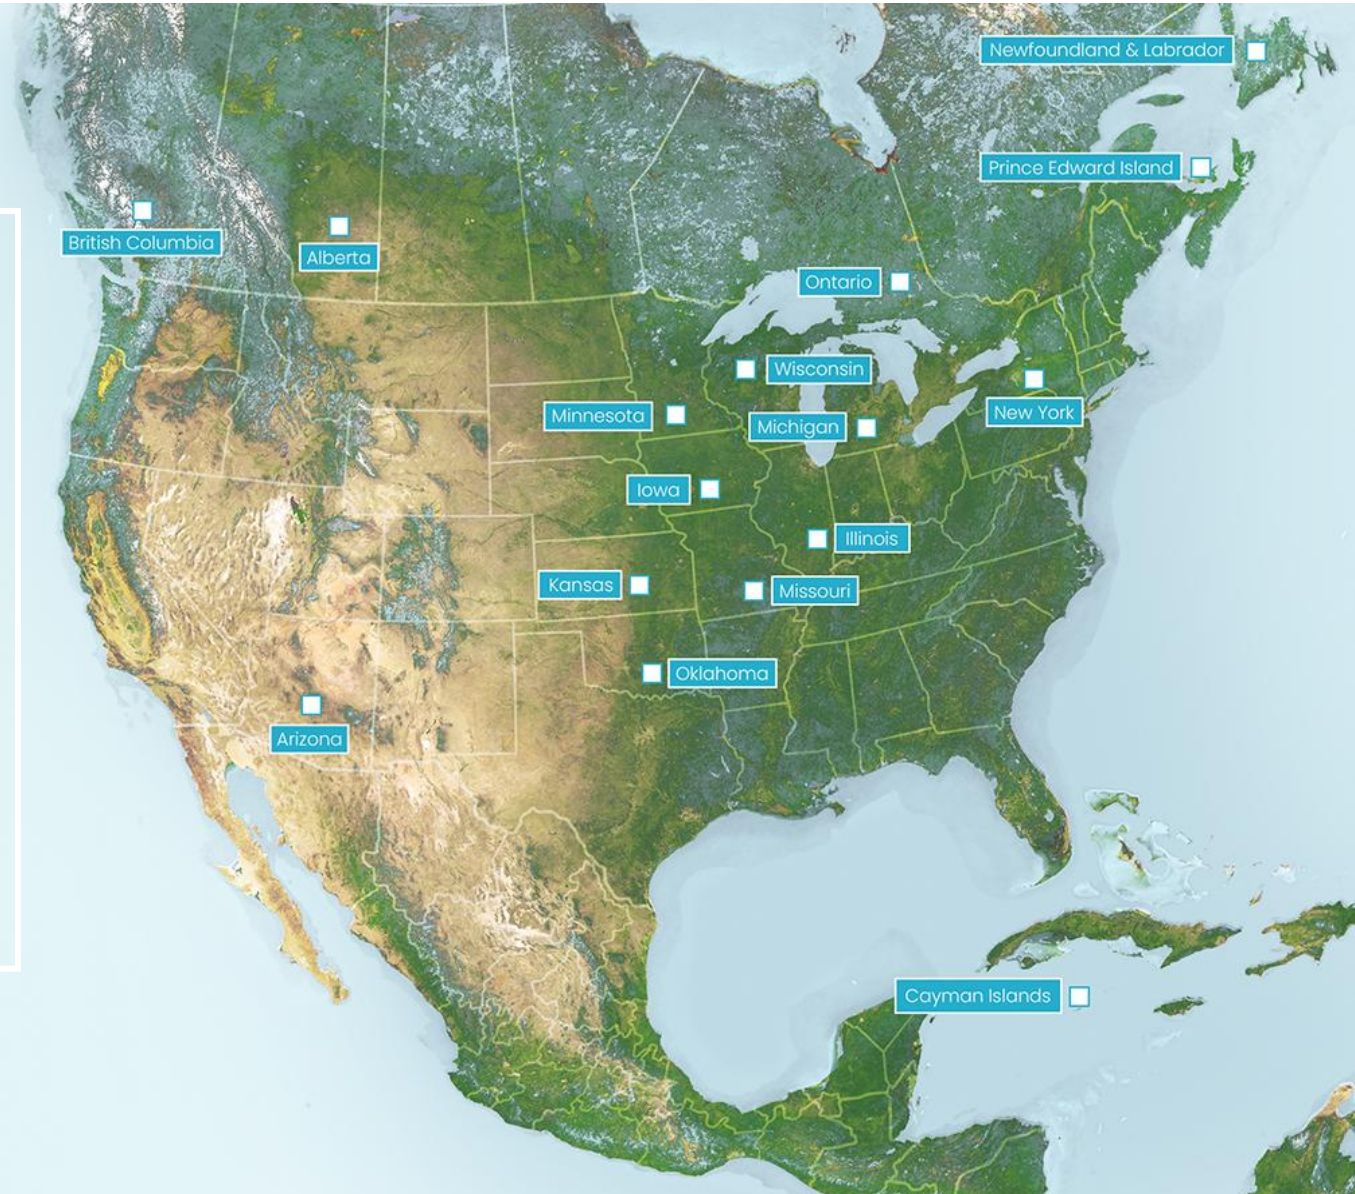 Newfoundland & Labrador
Prince Edward Island
British Columbia
Alberta
Ontario
Wisconsin
Minnesota
New York
Michigan
Iowa
Illinois
Kansas
Missouri
Oklahoma
Arizona
Cayman Islands